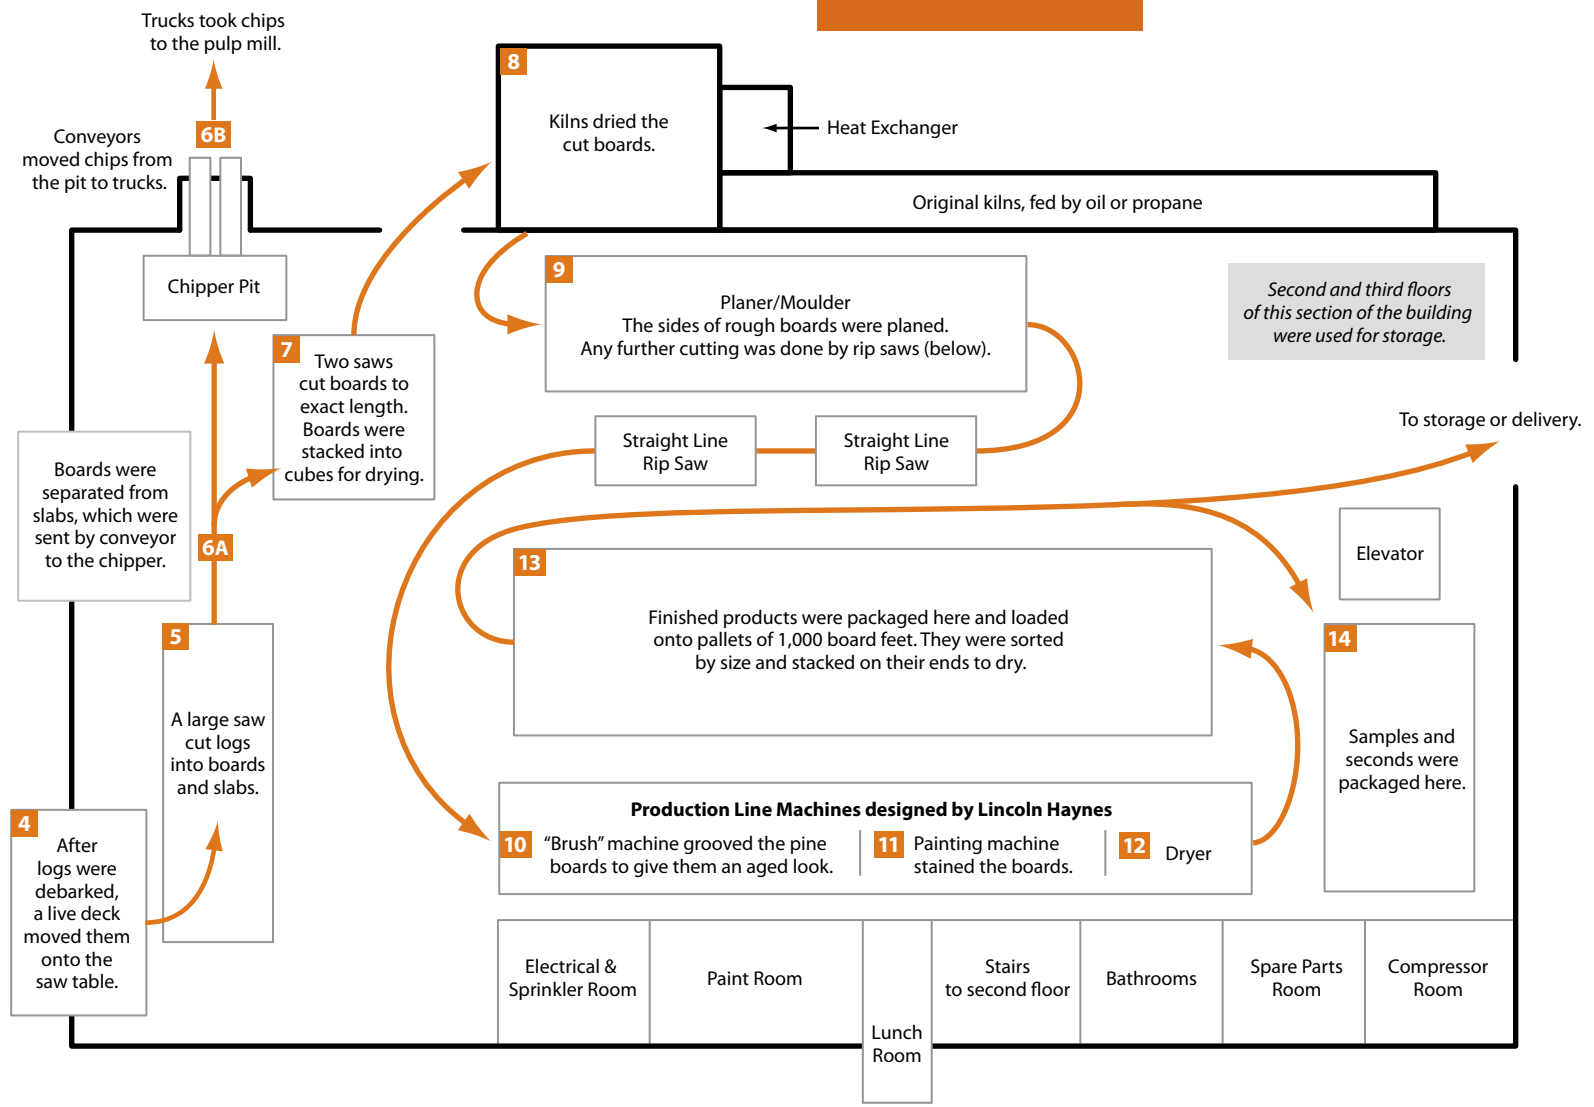 Trucks took chips
to the pulp mill.
6B
Conveyors
moved chips from
the pit to trucks.
Chipper Pit
8
Kilns dried the
cut boards.
Heat Exchanger
Original kilns, fed by oil or propane
9
Planer/Moulder
The sides of rough boards were planed.
Any further cutting was done by rip saws (below).
Second and third floors
of this section of the building
were used for storage.
7
Two saws
cut boards to
exact length.
Boards were
stacked into
cubes for drying.
Straight Line
Rip Saw
Straight Line
Rip Saw
To storage or delivery.
Boards were
separated from
slabs, which were
sent by conveyor
to the chipper.
6A
Elevator
13
Finished products were packaged here and loaded
onto pallets of 1,000 board feet. They were sorted
by size and stacked on their ends to dry.
5
A large saw
cut logs
into boards
and slabs.
14
Samples and
seconds were
packaged here.
4
After
logs were
debarked,
a live deck
moved them
onto the
saw table.
Production Line Machines designed by Lincoln Haynes
10
“Brush” machine grooved the pine
boards to give them an aged look.
11
Painting machine
stained the boards.
12
Dryer
Electrical &
Sprinkler Room
Paint Room
Lunch
Room
Stairs
to second floor
Bathrooms
Spare Parts
Room
Compressor
Room